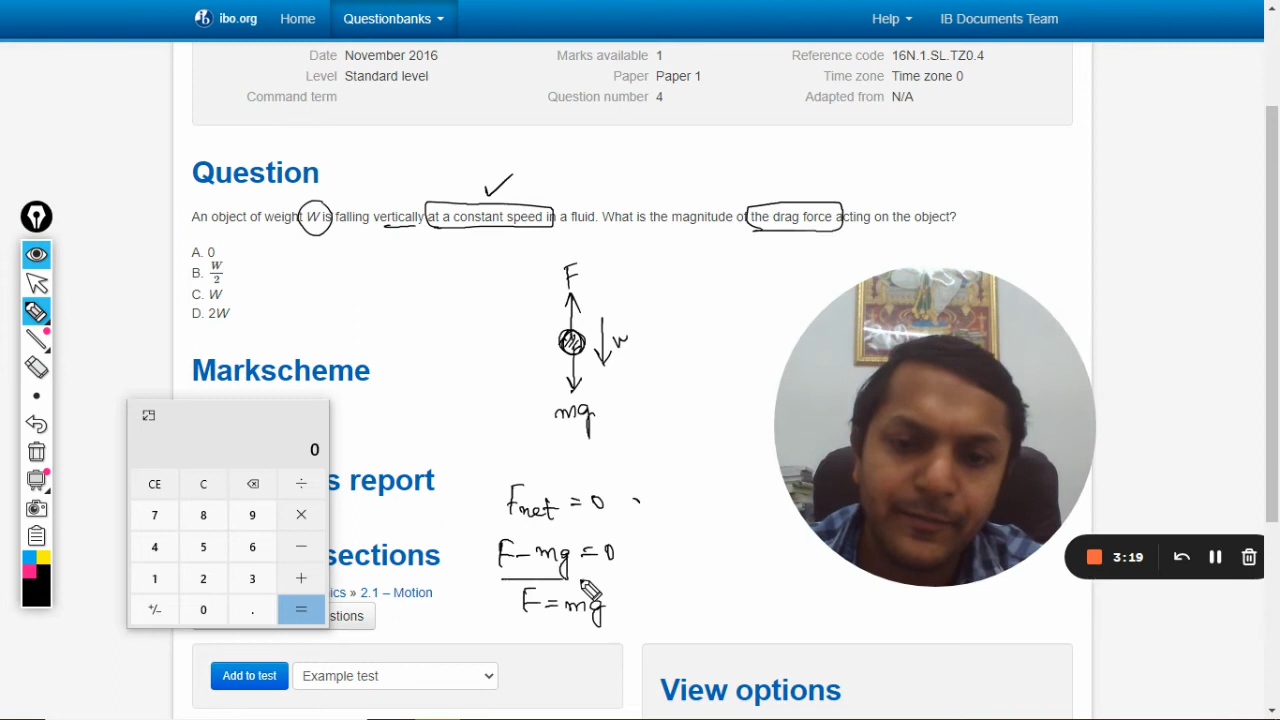 ibo.org Home Questionbanks Help IB Documents Team
Date November 2016 Marks available 1 Reference code 16N.1.SL.TZ0.4
Level Standard level Paper Paper 1 Time zone Time zone 0
Command term Question number 4 Adapted from N/A
Question
An object of weight W is falling vertically at a constant speed in a fluid. What is the magnitude of the drag force acting on the object?
A. 0
B. W/2
C. W
D. 2W
F
mg
Markscheme
s report
Fnet = 0
F - mg = 0
sections
F = mg
ics » 2.1 – Motion
stions
0
CE C ⌫ ÷
7 8 9 ×
4 5 6 −
1 2 3 +
+/- 0 . =
3:19
Add to test Example test
View options